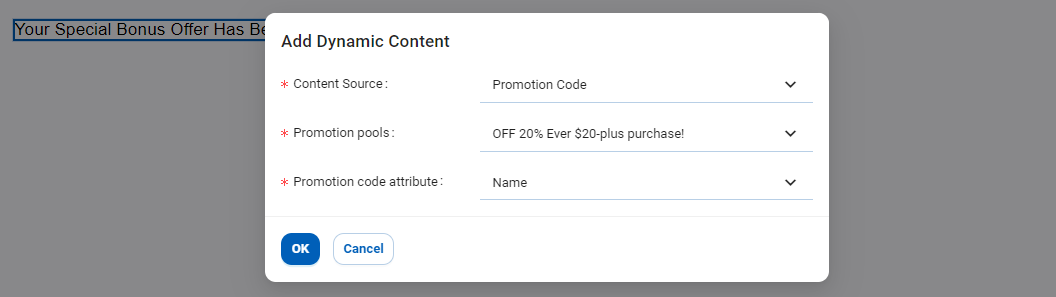 Your Special Bonus Offer Has
Add Dynamic Content
* Content Source:
Promotion Code
* Promotion pools:
OFF 20% Ever $20-plus purchase!
* Promotion code attribute:
Name
OK
Cancel